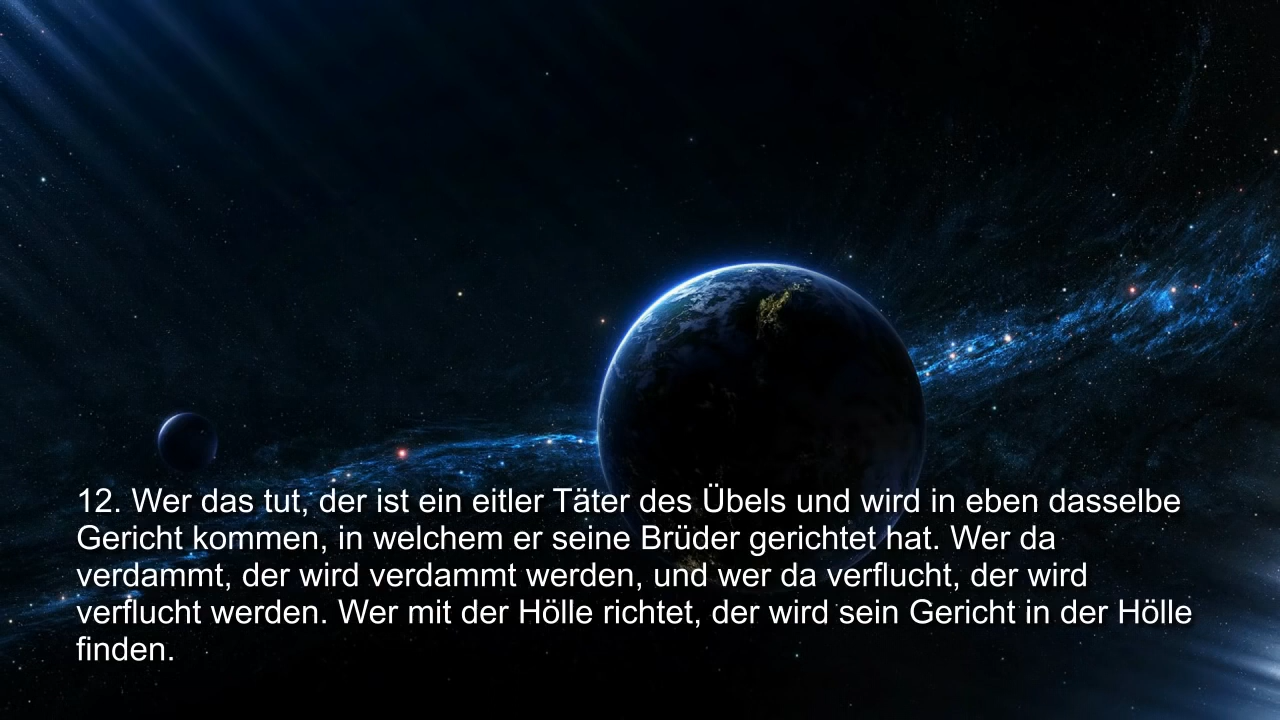 12. Wer das tut, der ist ein eitler Täter des Übels und wird in eben dasselbe
Gericht kommen, in welchem er seine Brüder gerichtet hat. Wer da
verdammt, der wird verdammt werden, und wer da verflucht, der wird
verflucht werden. Wer mit der Hölle richtet, der wird sein Gericht in der Hölle
finden.